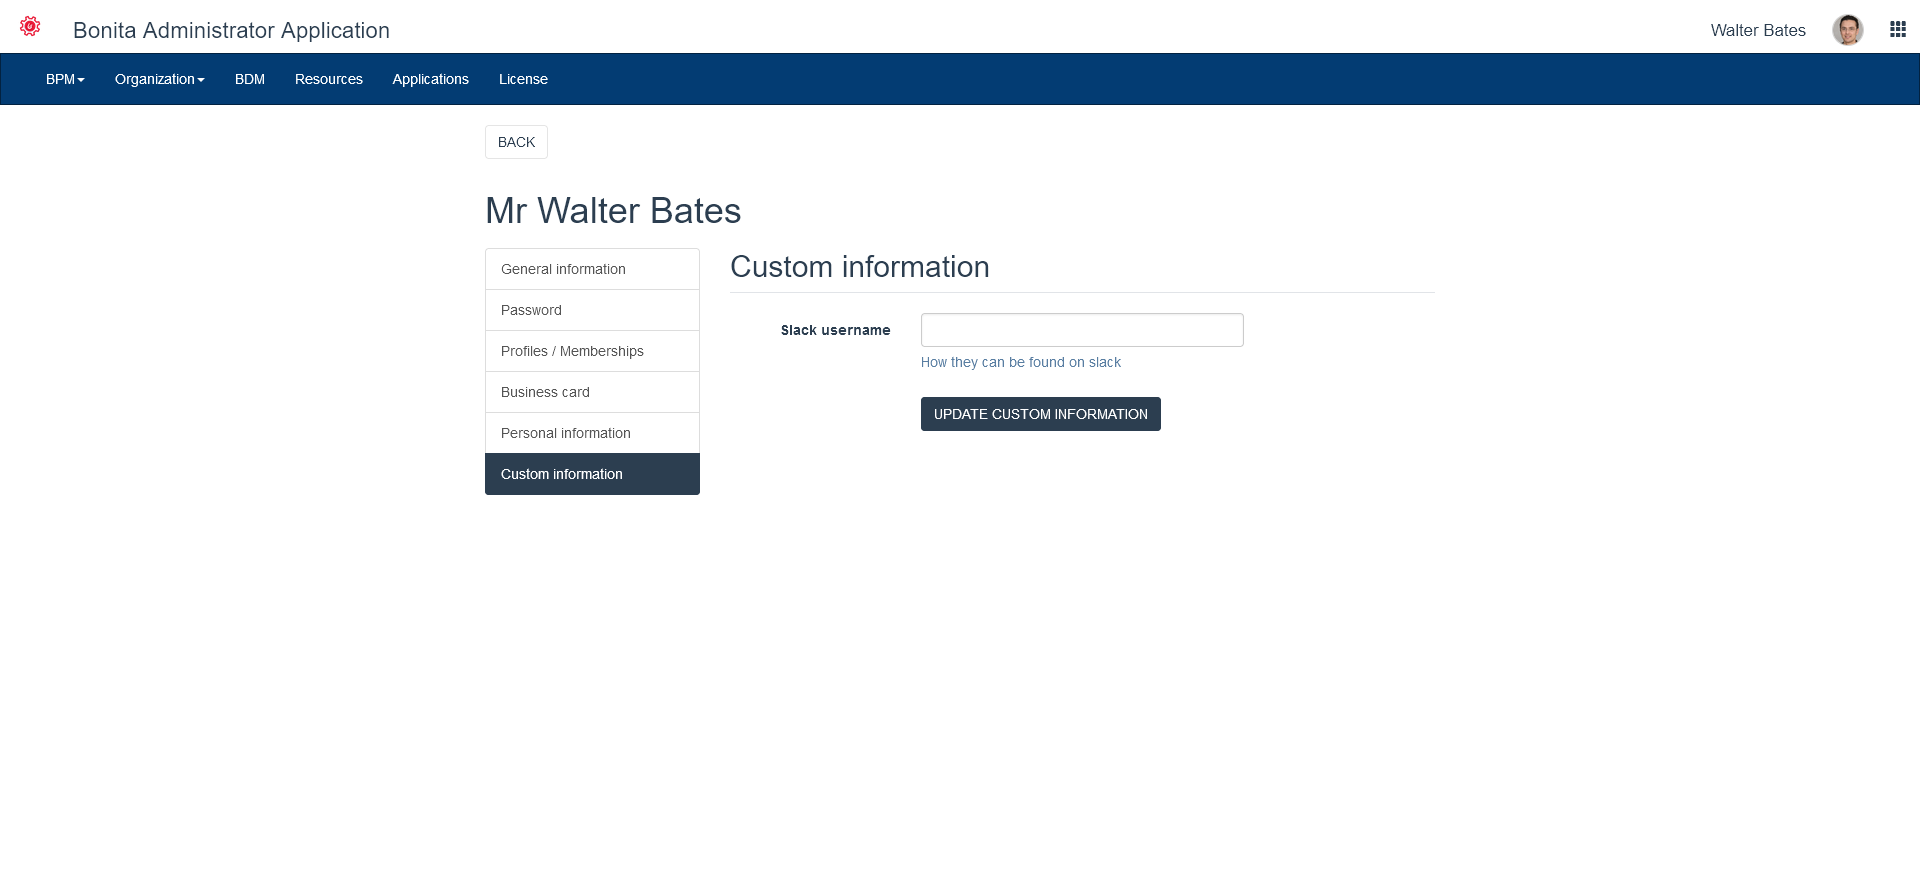 Bonita Administrator Application
Walter Bates
BPM
Organization
BDM
Resources
Applications
License
BACK
Mr Walter Bates
General information
Password
Profiles / Memberships
Business card
Personal information
Custom information
Custom information
Slack username
How they can be found on slack
UPDATE CUSTOM INFORMATION